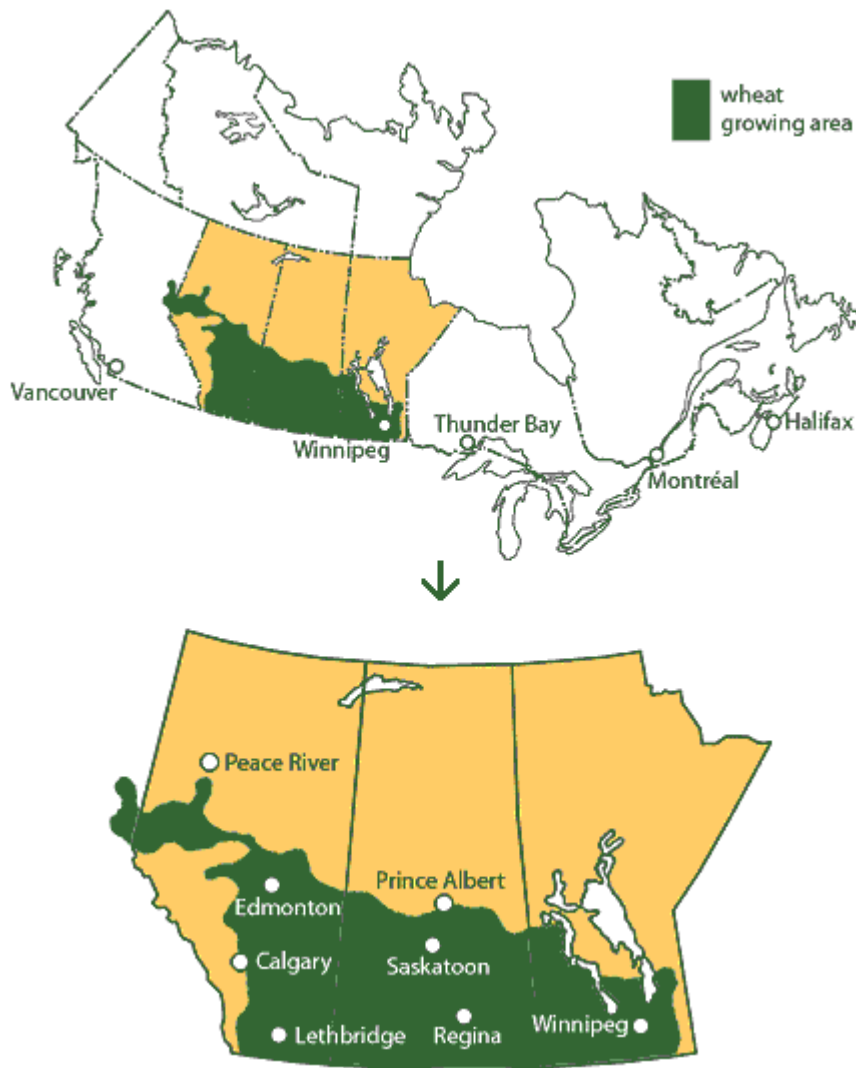 wheat
growing area
Vancouver
Winnipeg
Thunder Bay
Halifax
Montréal
Peace River
Prince Albert
Edmonton
Calgary
Saskatoon
Lethbridge
Regina
Winnipeg